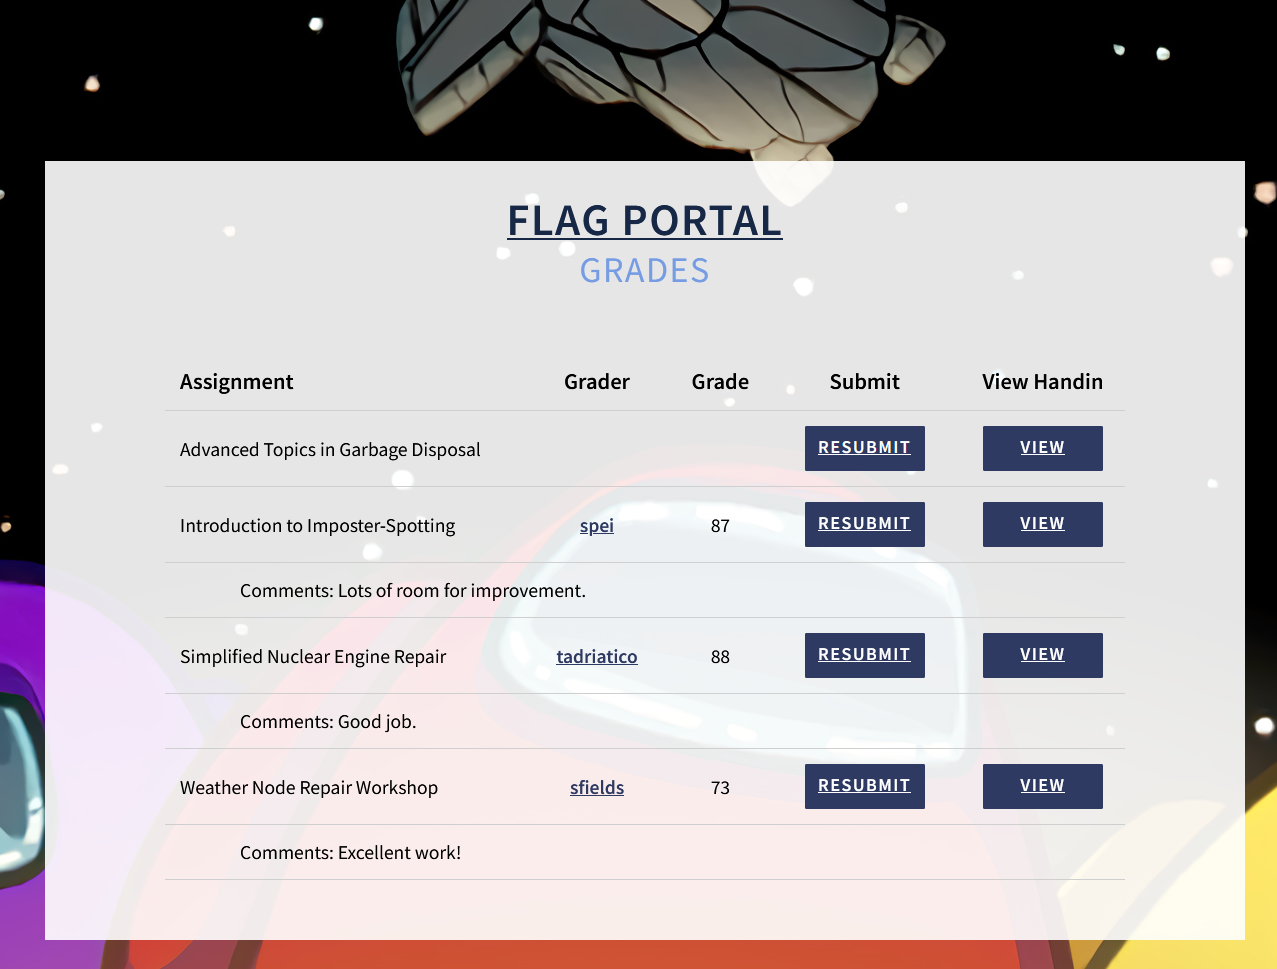 FLAG PORTAL
GRADES
Assignment Grader Grade Submit View Handin
Advanced Topics in Garbage Disposal RESUBMIT VIEW
Introduction to Imposter-Spotting spei 87 RESUBMIT VIEW
Comments: Lots of room for improvement.
Simplified Nuclear Engine Repair tadriatico 88 RESUBMIT VIEW
Comments: Good job.
Weather Node Repair Workshop sfields 73 RESUBMIT VIEW
Comments: Excellent work!